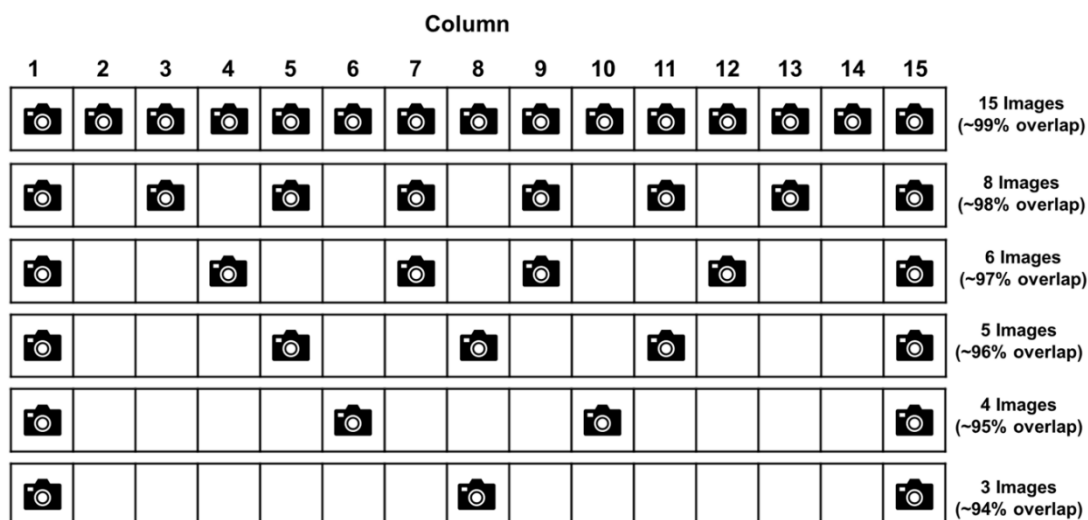 Column
1 2 3 4 5 6 7 8 9 10 11 12 13 14 15
15 Images
(~99% overlap)
8 Images
(~98% overlap)
6 Images
(~97% overlap)
5 Images
(~96% overlap)
4 Images
(~95% overlap)
3 Images
(~94% overlap)